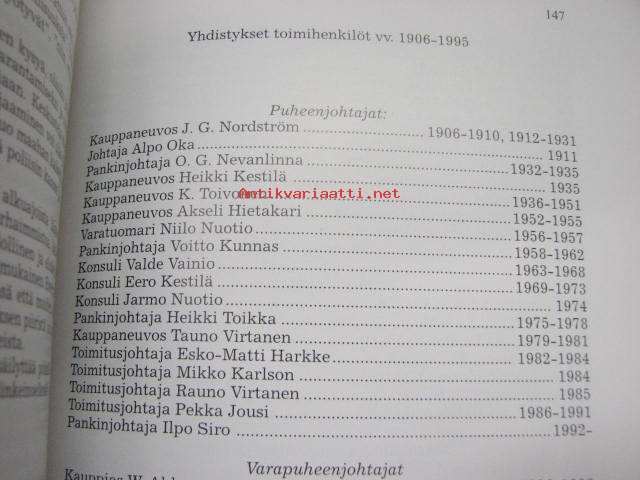 147
Yhdistykset toimihenkilöt vv. 1906–1995
Puheenjohtajat:
Kauppaneuvos J. G. Nordström 1906–1910, 1912–1931
Johtaja Alpo Oka 1911
Pankinjohtaja O. G. Nevanlinna 1932–1935
Kauppaneuvos Heikki Kestilä 1935
Kauppaneuvos K. Toivonen 1936–1951
Antikvariaatti.net
Kauppaneuvos Akseli Hietakari 1952–1955
Varatuomari Niilo Nuotio 1956–1957
Pankinjohtaja Voitto Kunnas 1958–1962
Konsuli Valde Vainio 1963–1968
Konsuli Eero Kestilä 1969–1973
Konsuli Jarmo Nuotio 1974
Pankinjohtaja Heikki Toikka 1975–1978
Kauppaneuvos Tauno Virtanen 1979–1981
Toimitusjohtaja Esko-Matti Harkke 1982–1984
Toimitusjohtaja Mikko Karlson 1984
Toimitusjohtaja Rauno Virtanen 1985
Toimitusjohtaja Pekka Jousi 1986–1991
Pankinjohtaja Ilpo Siro 1992–
Varapuheenjohtajat